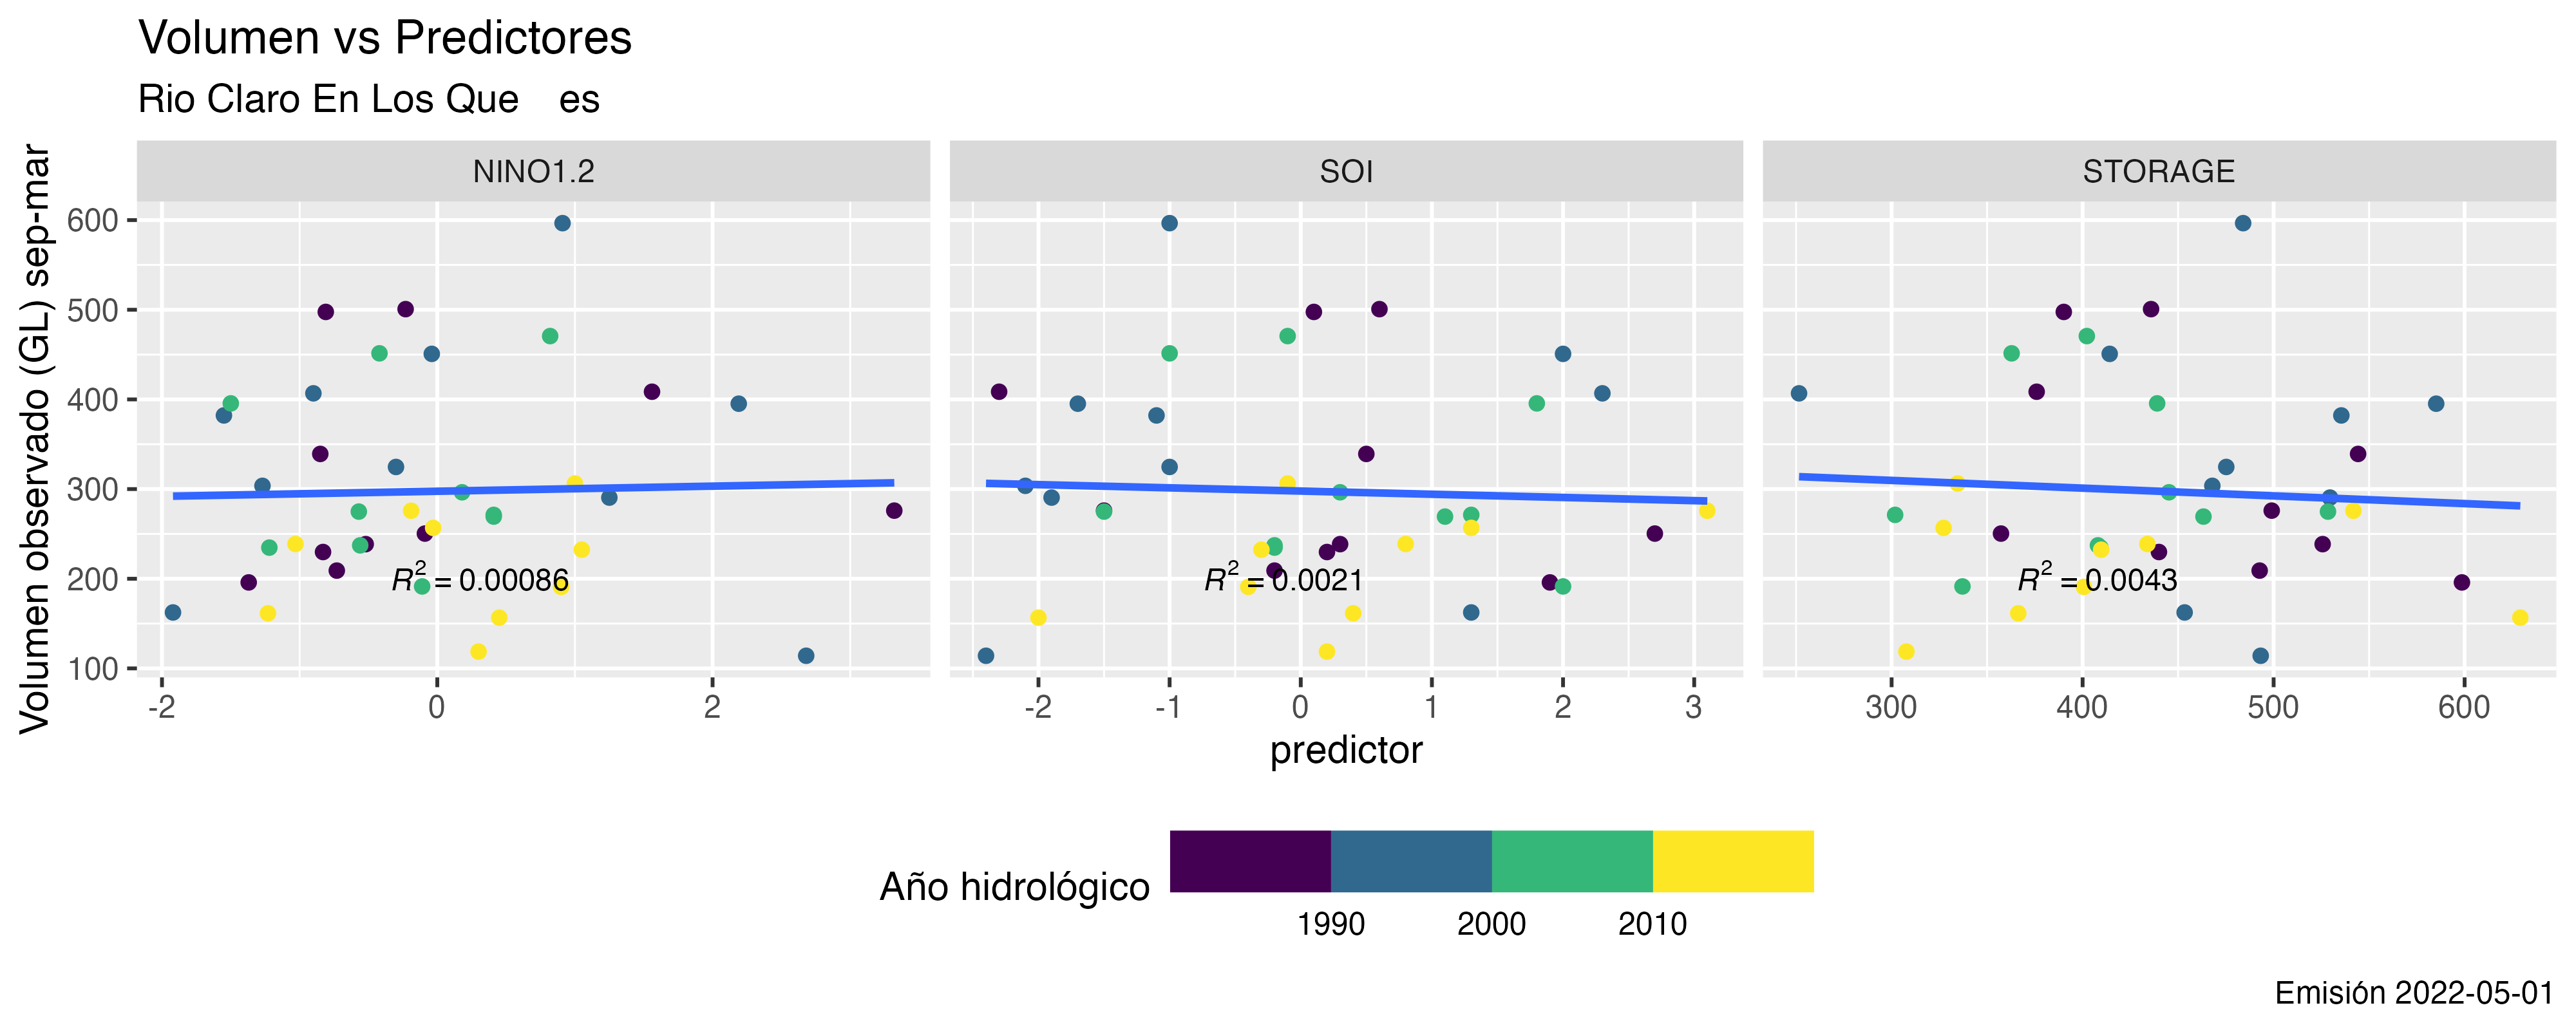 Volumen vs Predictores
Rio Claro En Los Que    es
NINO1.2 SOI STORAGE
Volumen observado (GL) sep-mar
600
500
400
300
200
100
R² = 0.00086 R² = 0.0021 R² = 0.0043
-2 0 2 -2 -1 0 1 2 3 300 400 500 600
predictor
Año hidrológico
1990 2000 2010
Emisión 2022-05-01